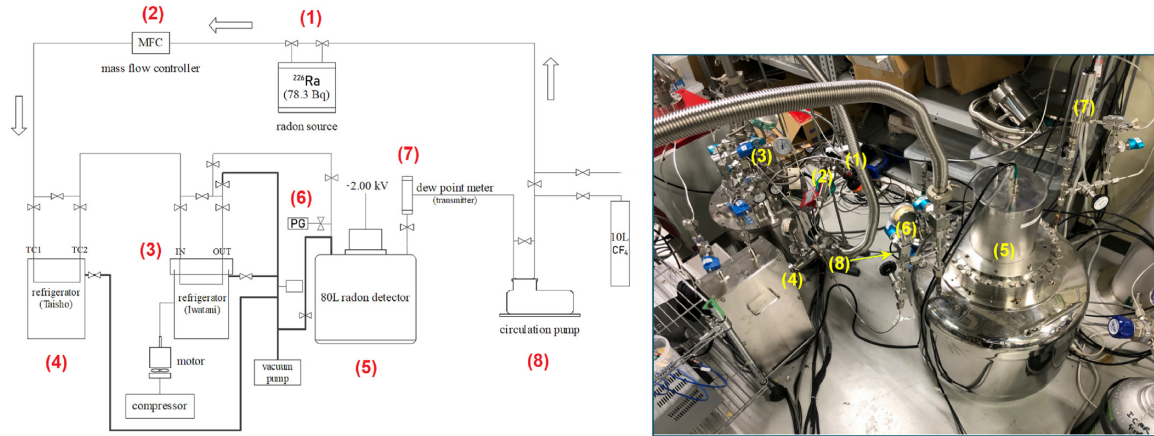 (2)
(1)
MFC
mass flow controller
²²⁶Ra
(78.3 Bq)
radon source
(7)
(6)
-2.00 kV
dew point meter
(transmitter)
PG
TC1
TC2
(3)
IN
OUT
10L
CF₄
refrigerator
(Taisho)
refrigerator
(Iwatani)
80L radon detector
circulation pump
(4)
motor
vacuum
pump
(5)
(8)
compressor
(7)
(3)
(1)
(2)
(6)
(5)
(8)
(4)